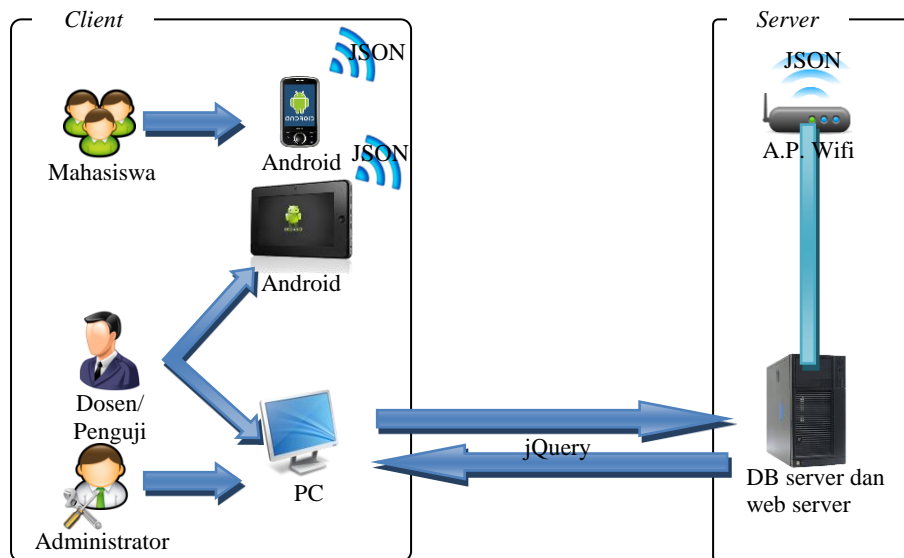 Client
Server
JSON
JSON
Mahasiswa
Android
A.P. Wifi
JSON
Android
Dosen/
Penguji
jQuery
PC
DB server dan
web server
Administrator